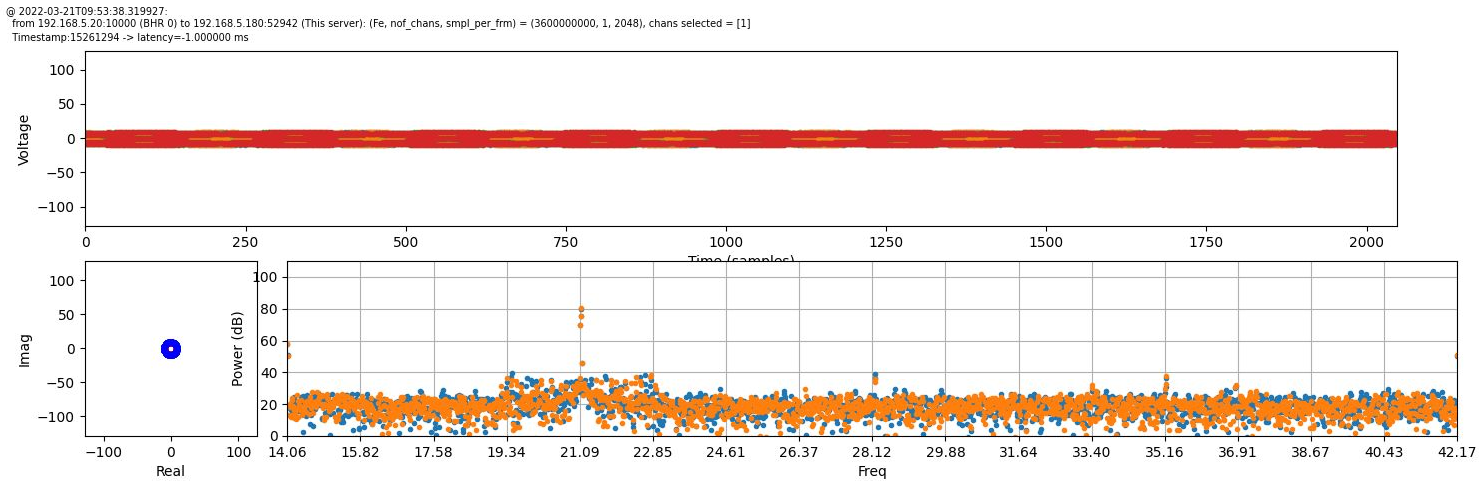 @ 2022-03-21T09:53:38.319927:
from 192.168.5.20:10000 (BHR 0) to 192.168.5.180:52942 (This server): (Fe, nof_chans, smpl_per_frm) = (3600000000, 1, 2048), chans selected = [1]
Timestamp:15261294 -> latency=-1.000000 ms
100
50
0
−50
−100
Voltage
0 250 500 750 1000 1250 1500 1750 2000
Time (samples)
100
50
0
−50
−100
Imag
−100 0 100
Real
100
80
60
40
20
0
Power (dB)
14.06 15.82 17.58 19.34 21.09 22.85 24.61 26.37 28.12 29.88 31.64 33.40 35.16 36.91 38.67 40.43 42.17
Freq